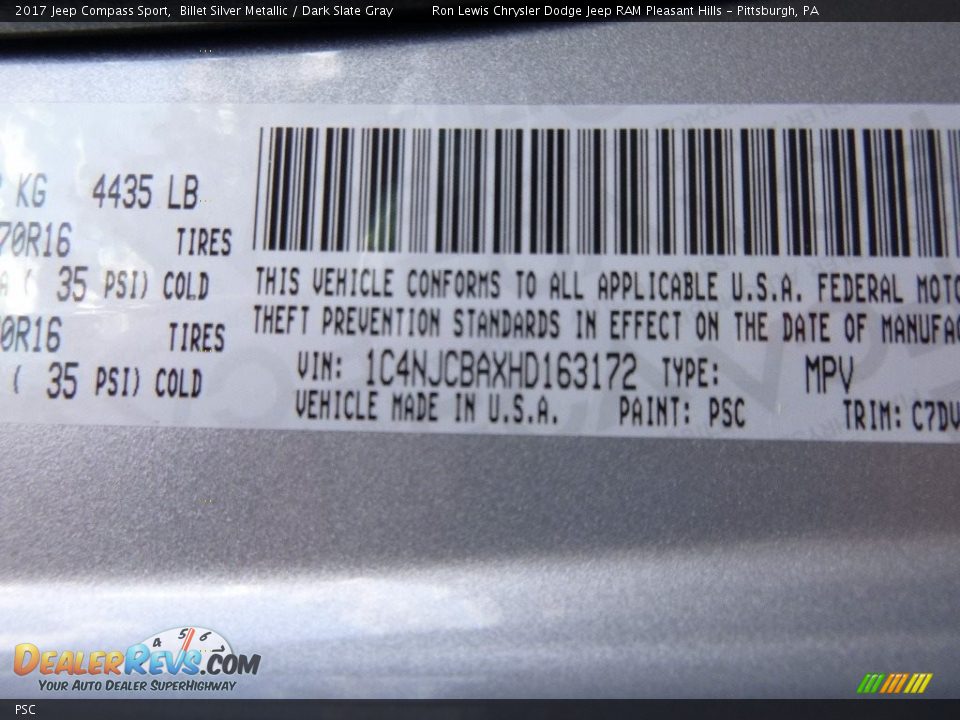 2017 Jeep Compass Sport, Billet Silver Metallic / Dark Slate Gray Ron Lewis Chrysler Dodge Jeep RAM Pleasant Hills - Pittsburgh, PA
KG 4435 LB
70R16 TIRES
A ( 35 PSI) COLD
0R16 TIRES
( 35 PSI) COLD
THIS VEHICLE CONFORMS TO ALL APPLICABLE U.S.A. FEDERAL MOTO
THEFT PREVENTION STANDARDS IN EFFECT ON THE DATE OF MANUFAC
VIN: 1C4NJCBAXHD163172 TYPE: MPV
VEHICLE MADE IN U.S.A. PAINT: PSC TRIM: C7DV
4 5 6
DEALERREVS.COM
YOUR AUTO DEALER SUPERHIGHWAY
PSC